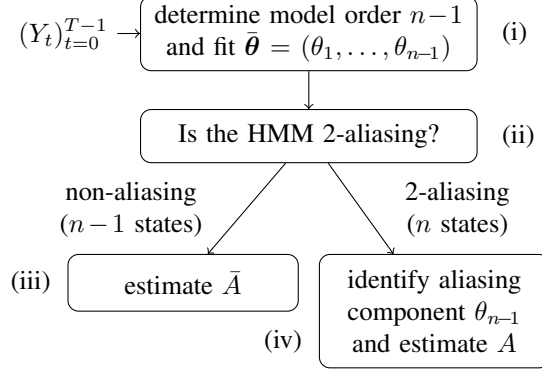 (Y_t)_{t=0}^{T−1}
determine model order n−1
and fit θ̄ = (θ_1, . . . , θ_{n−1})
(i)
Is the HMM 2-aliasing?
(ii)
non-aliasing
(n−1 states)
2-aliasing
(n states)
(iii)
estimate Ā
identify aliasing
component θ_{n−1}
and estimate A
(iv)